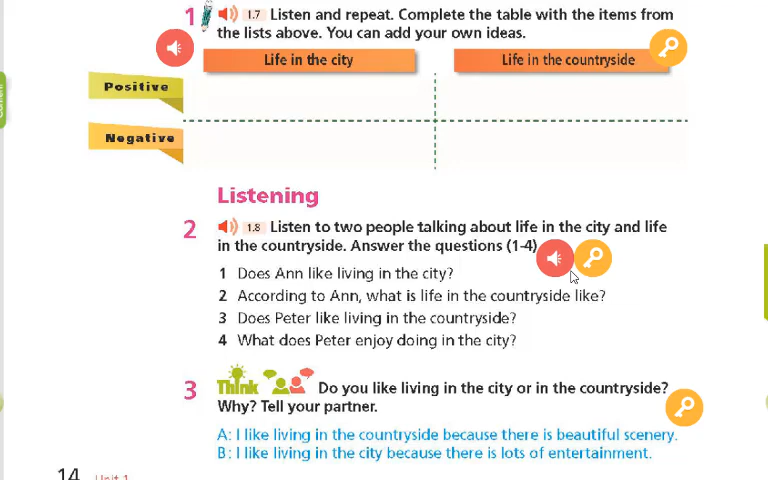 1 1.7 Listen and repeat. Complete the table with the items from
the lists above. You can add your own ideas.
Life in the city
Life in the countryside
Positive
Negative
Listening
2 1.8 Listen to two people talking about life in the city and life
in the countryside. Answer the questions (1-4)
1 Does Ann like living in the city?
2 According to Ann, what is life in the countryside like?
3 Does Peter like living in the countryside?
4 What does Peter enjoy doing in the city?
3 Think Do you like living in the city or in the countryside?
Why? Tell your partner.
A: I like living in the countryside because there is beautiful scenery.
B: I like living in the city because there is lots of entertainment.
14 Unit 1